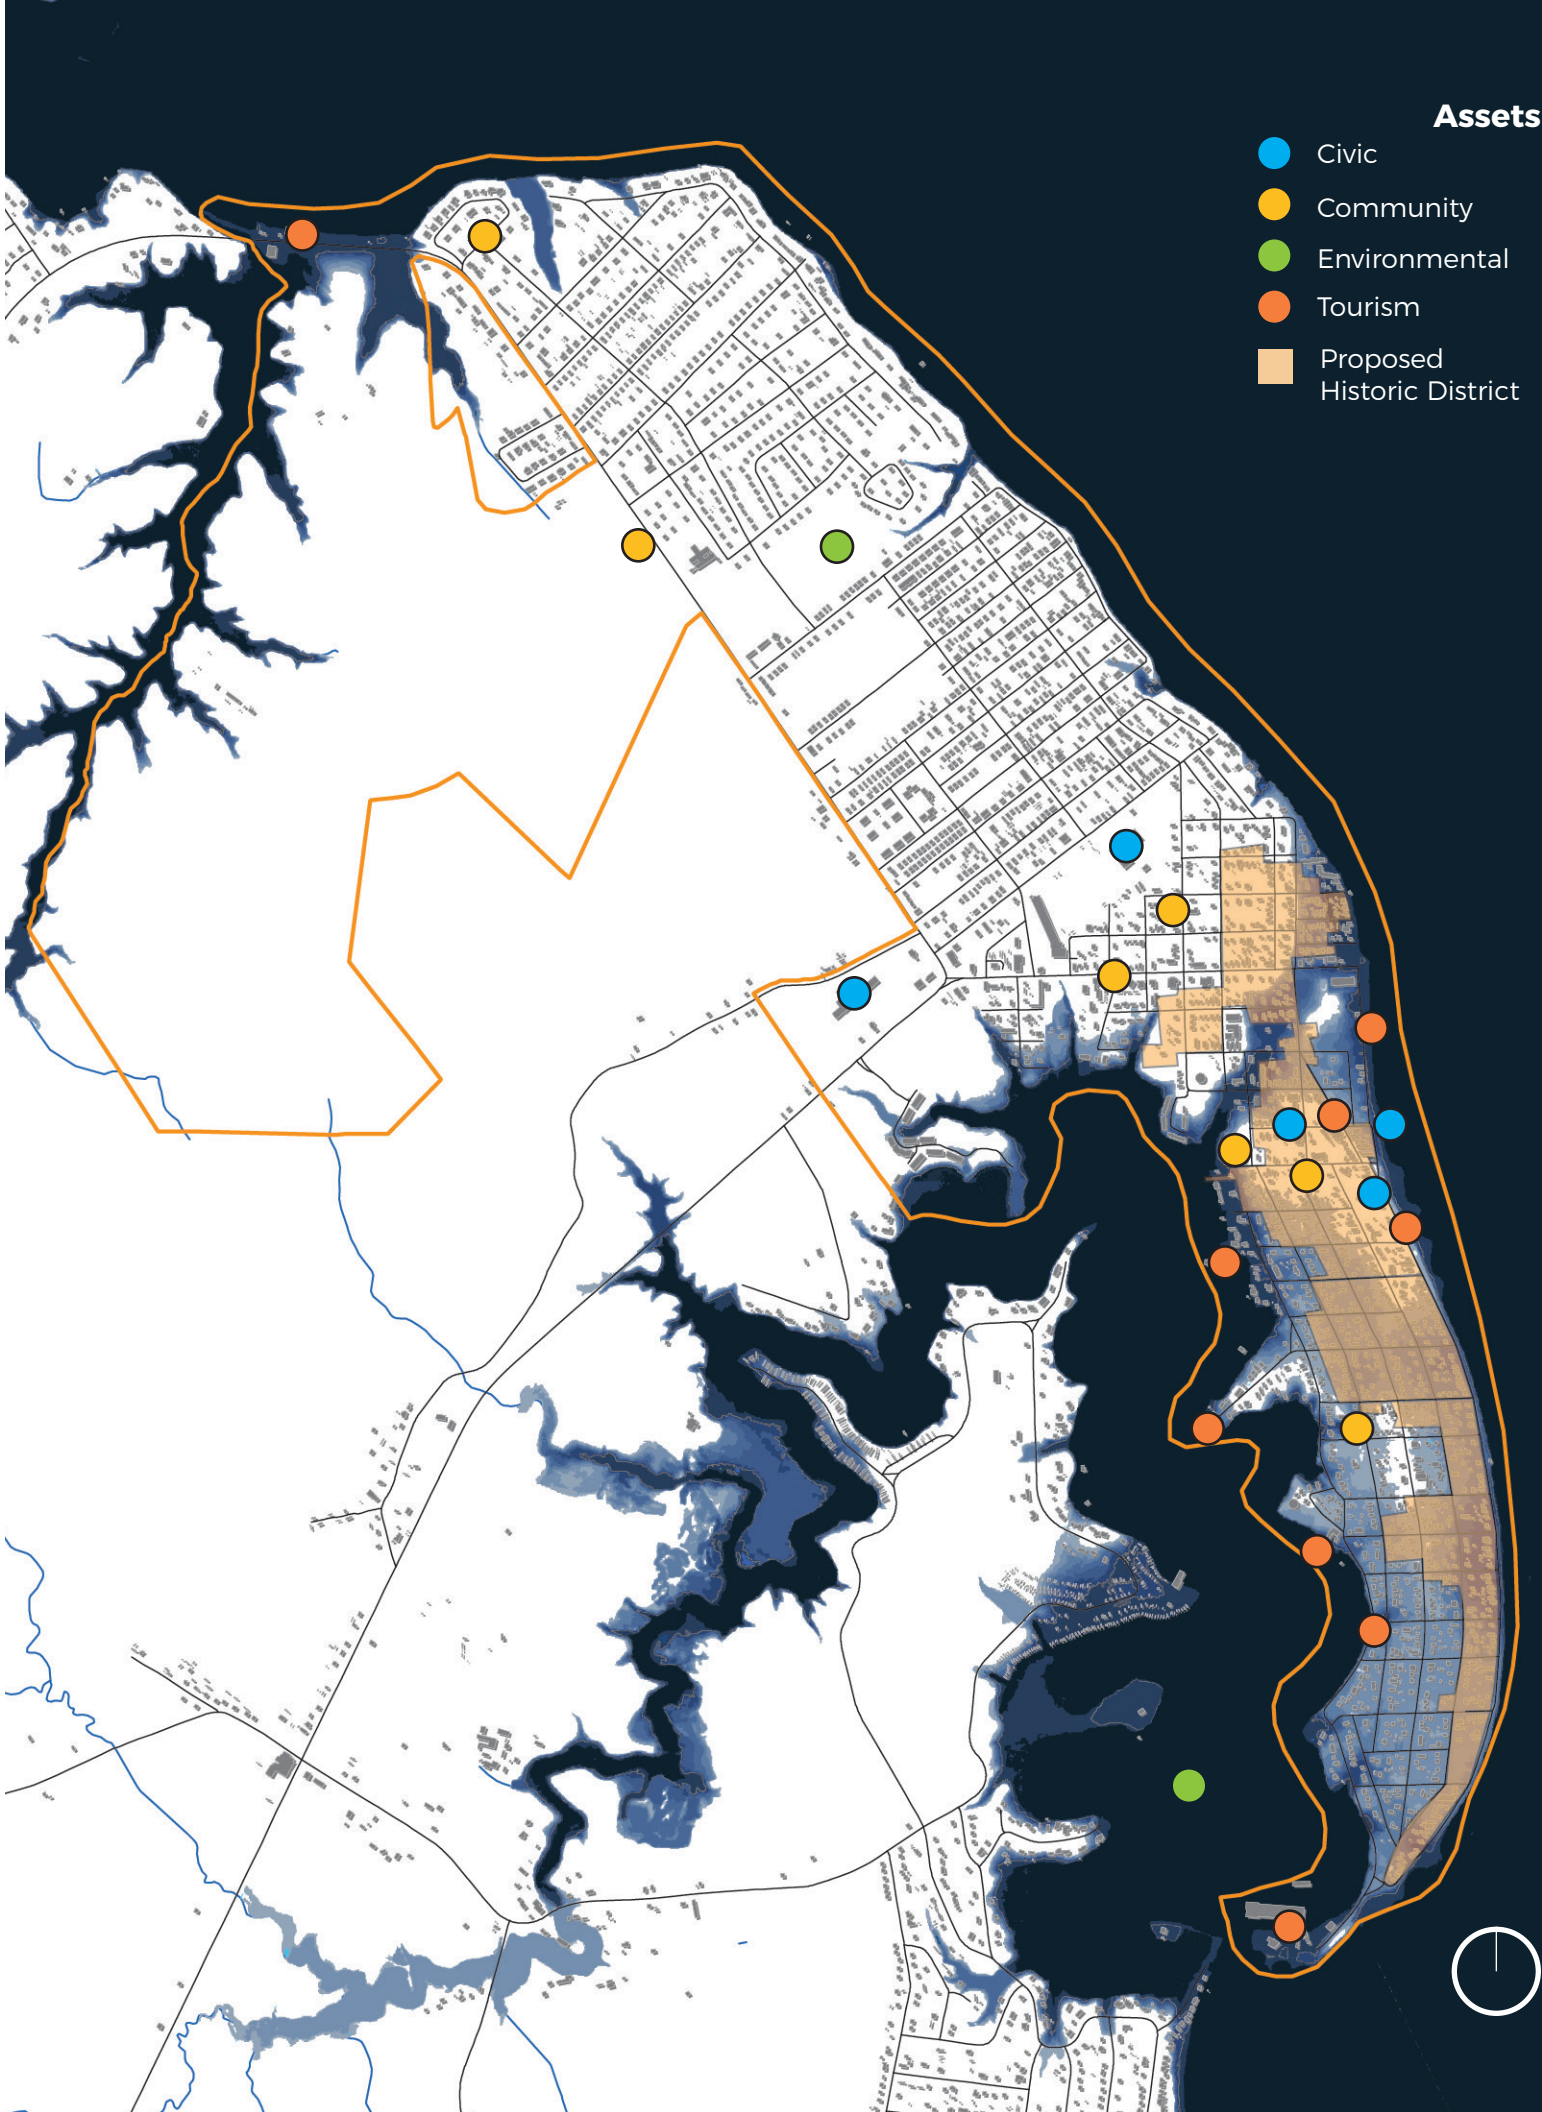 Assets
Civic
Community
Environmental
Tourism
Proposed
Historic District